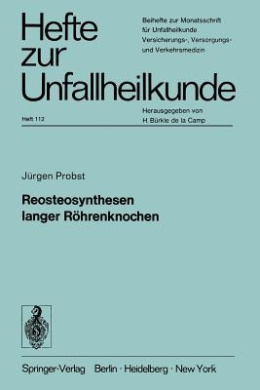 Hefte
zur
Unfallheilkunde
Beihefte zur Monatsschrift
für Unfallheilkunde
Versicherungs-, Versorgungs-
und Verkehrsmedizin
Herausgegeben von
H. Bürkle de la Camp
Heft 112
Jürgen Probst
Reosteosynthesen
langer Röhrenknochen
Springer-Verlag Berlin · Heidelberg · New York